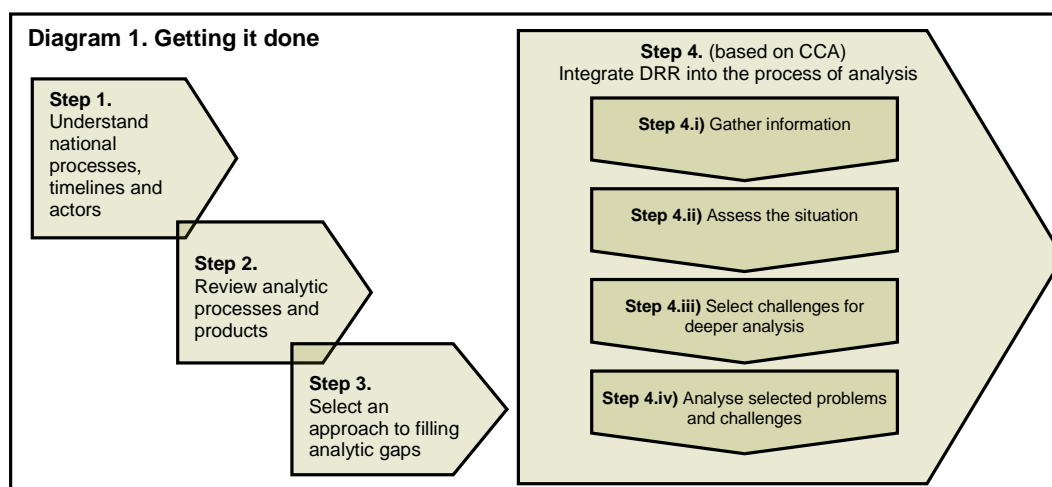 Diagram 1. Getting it done
Step 1.
Understand
national
processes,
timelines and
actors
Step 2.
Review analytic
processes and
products
Step 3.
Select an
approach to filling
analytic gaps
Step 4. (based on CCA)
Integrate DRR into the process of analysis
Step 4.i) Gather information
Step 4.ii) Assess the situation
Step 4.iii) Select challenges for
deeper analysis
Step 4.iv) Analyse selected problems
and challenges